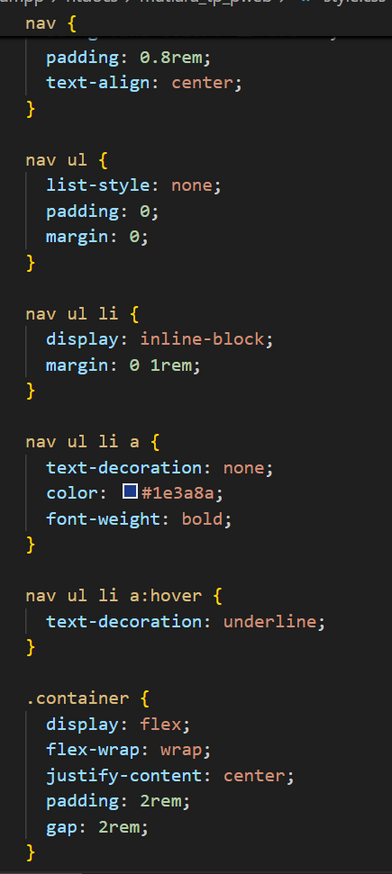 nav {
padding: 0.8rem;
text-align: center;
}
nav ul {
list-style: none;
padding: 0;
margin: 0;
}
nav ul li {
display: inline-block;
margin: 0 1rem;
}
nav ul li a {
text-decoration: none;
color: #1e3a8a;
font-weight: bold;
}
nav ul li a:hover {
text-decoration: underline;
}
.container {
display: flex;
flex-wrap: wrap;
justify-content: center;
padding: 2rem;
gap: 2rem;
}